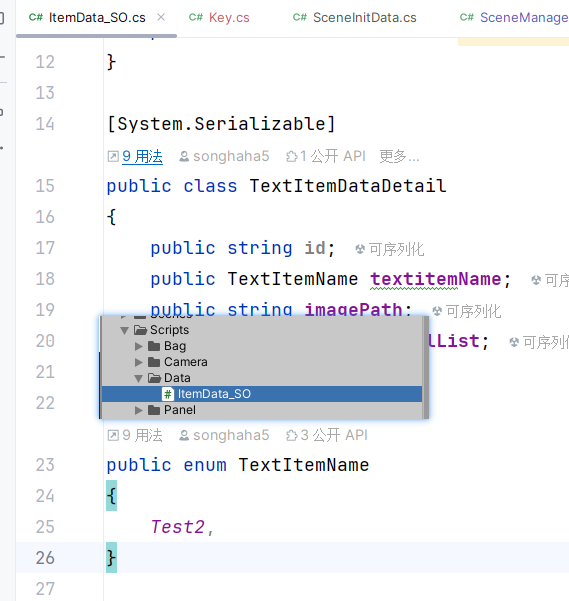 C# ItemData_SO.cs × C# Key.cs C# SceneInitData.cs C# SceneManage
12 }
13
14 [System.Serializable]
9 用法 songhaha5 1 公开 API 更多...
15 public class TextItemDataDetail
16 {
17 public string id; 可序列化
18 public TextItemName textitemName; 可序
19 public string imagePath; 可序列化
Scripts
20 lList; 可序列化
Bag
Camera
21
Data
22 # ItemData_SO
Panel
9 用法 songhaha5 3 公开 API
23 public enum TextItemName
24 {
25 Test2,
26 }
27